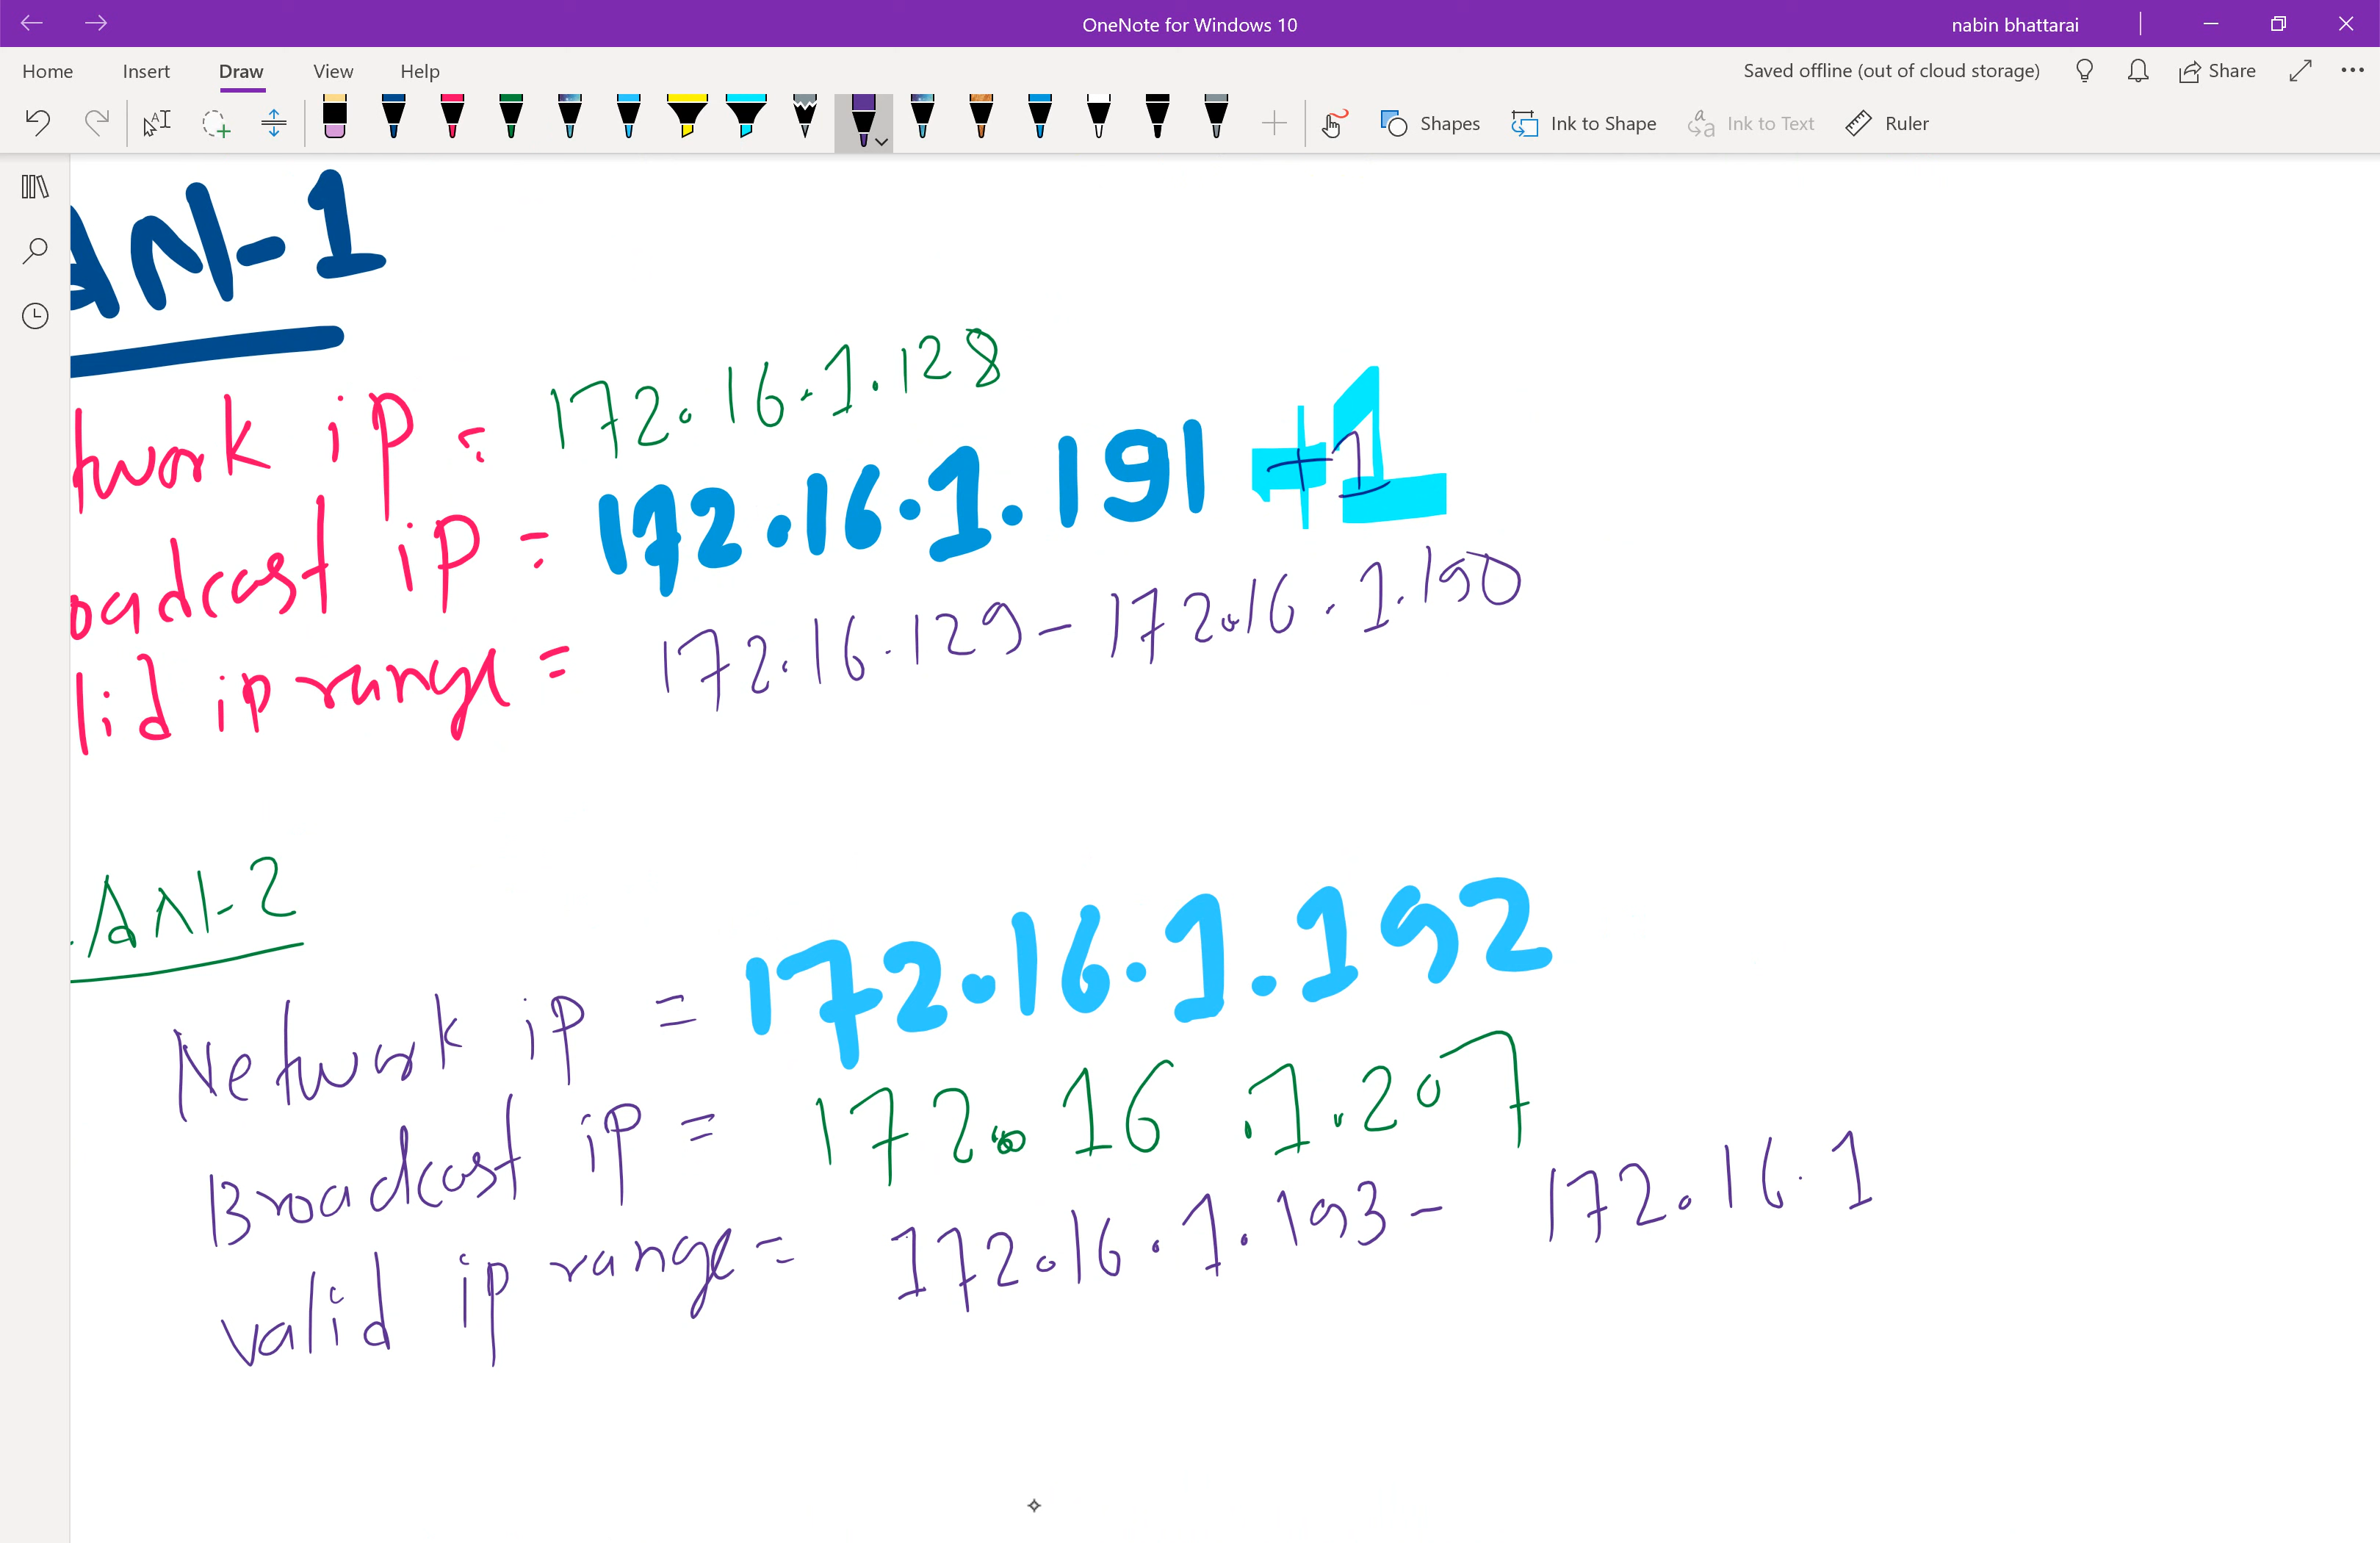 OneNote for Windows 10
nabin bhattarai
Home Insert Draw View Help
Saved offline (out of cloud storage) Share
Shapes Ink to Shape Ink to Text Ruler
AN-1
twork ip = 172.16.1.128
oadcast ip = 172.16.1.191 +1
lid ip range = 172.16.129 - 172.16.1.190
LAN-2
Network ip = 172.16.1.192
Broadcast ip = 172.16.1.207
valid ip range = 172.16.1.193 - 172.16.1